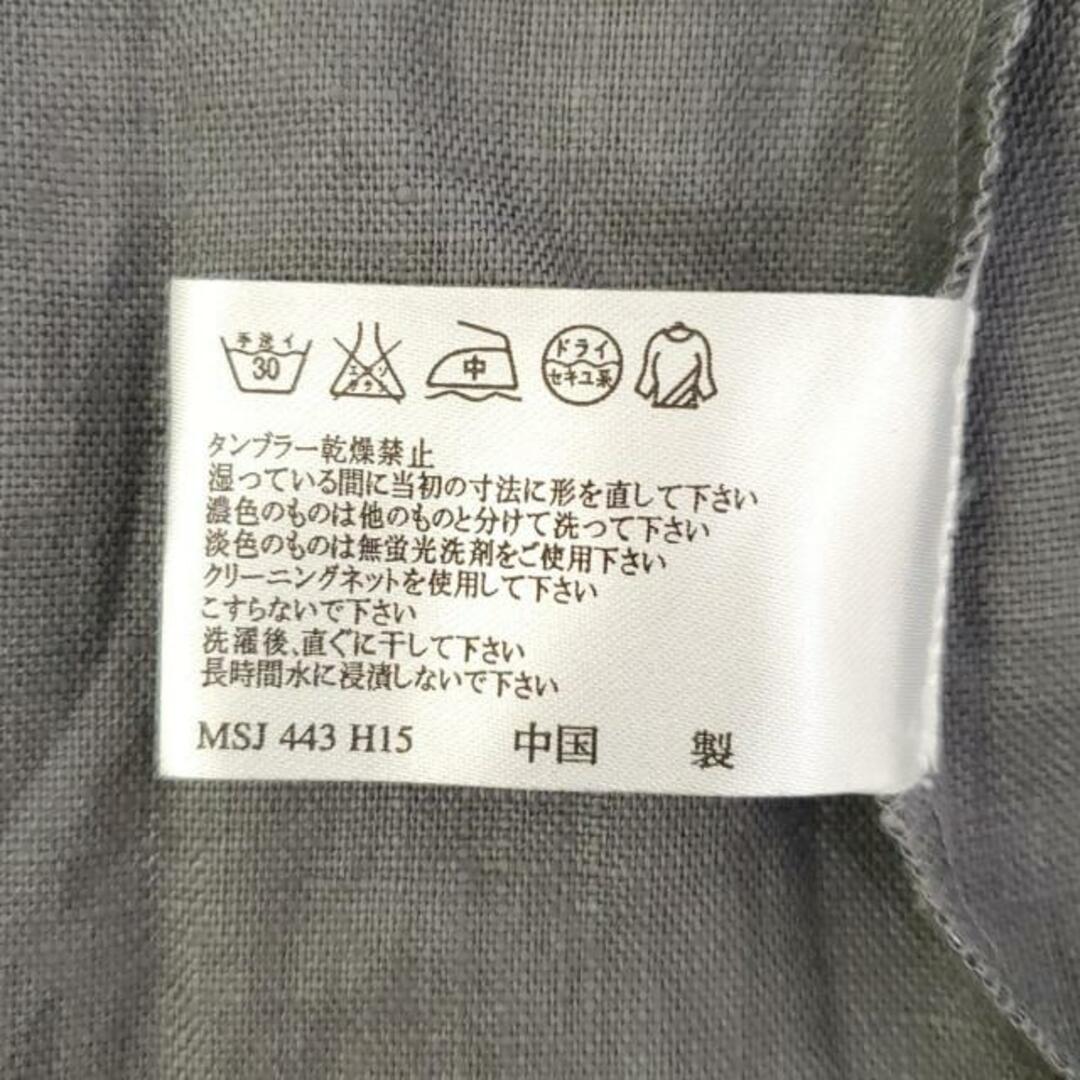 手洗イ 30 エンソサラシ 中 ドライ セキユ系
タンブラー乾燥禁止
湿っている間に当初の寸法に形を直して下さい
濃色のものは他のものと分けて洗って下さい
淡色のものは無蛍光洗剤をご使用下さい
クリーニングネットを使用して下さい
こすらないで下さい
洗濯後、直ぐに干して下さい
長時間水に浸漬しないで下さい
MSJ 443 H15 中国 製